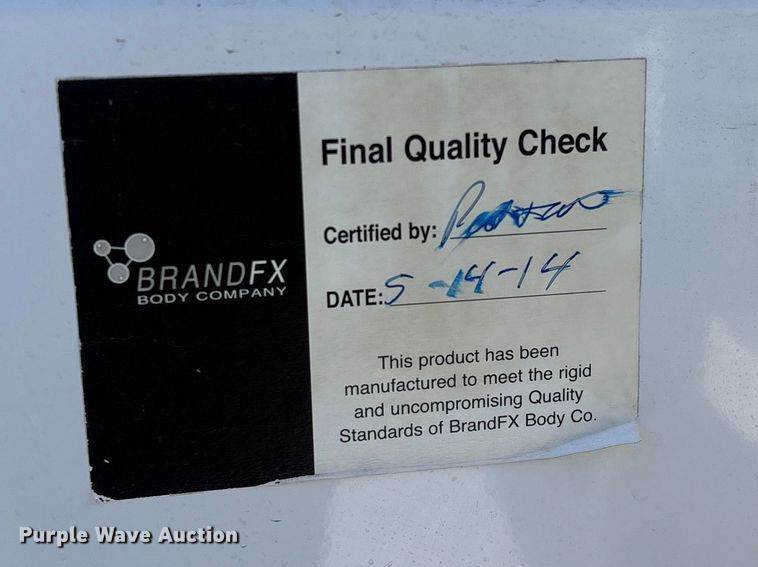 BRANDFX
BODY COMPANY
Final Quality Check
Certified by:
DATE: 5-14-14
This product has been
manufactured to meet the rigid
and uncompromising Quality
Standards of BrandFX Body Co.
Purple Wave Auction